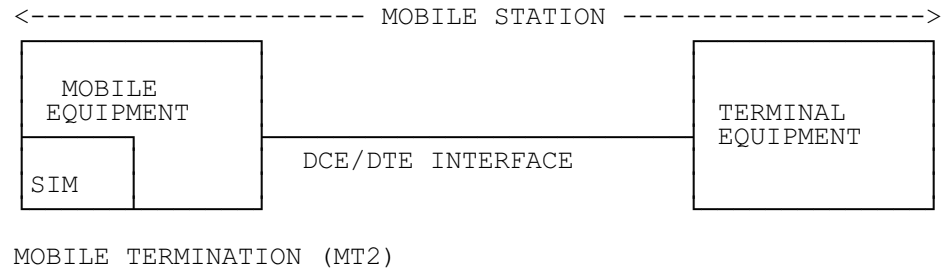 <--------------------- MOBILE STATION ------------------->
MOBILE
EQUIPMENT
SIM
DCE/DTE INTERFACE
TERMINAL
EQUIPMENT
MOBILE TERMINATION (MT2)